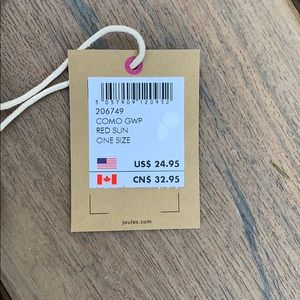 5 057909 120952
206749
COMO GWP
RED SUN
ONE SIZE
US$ 24.95
CN$ 32.95
joules.com